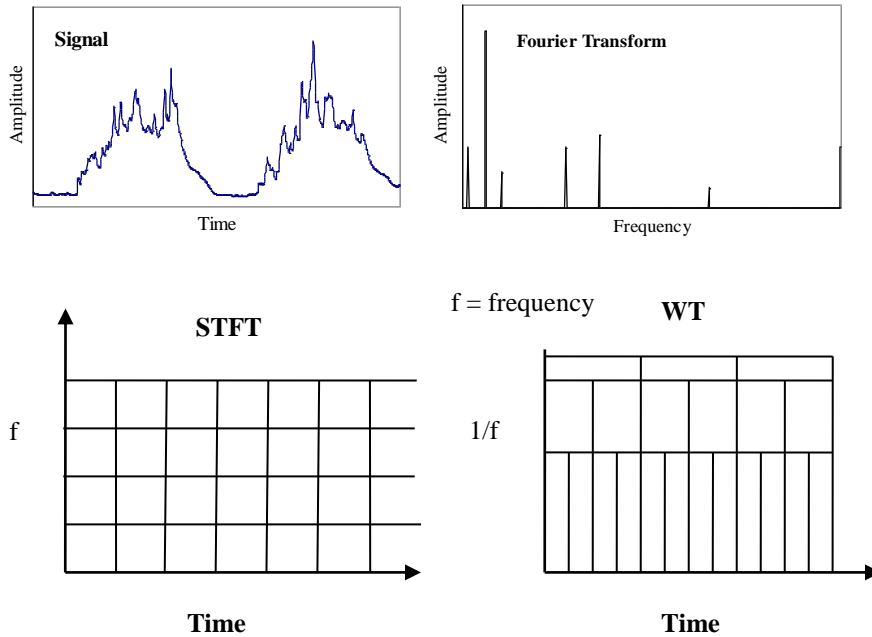 Signal
Amplitude
Time
Fourier Transform
Amplitude
Frequency
STFT
f
Time
f = frequency
WT
1/f
Time